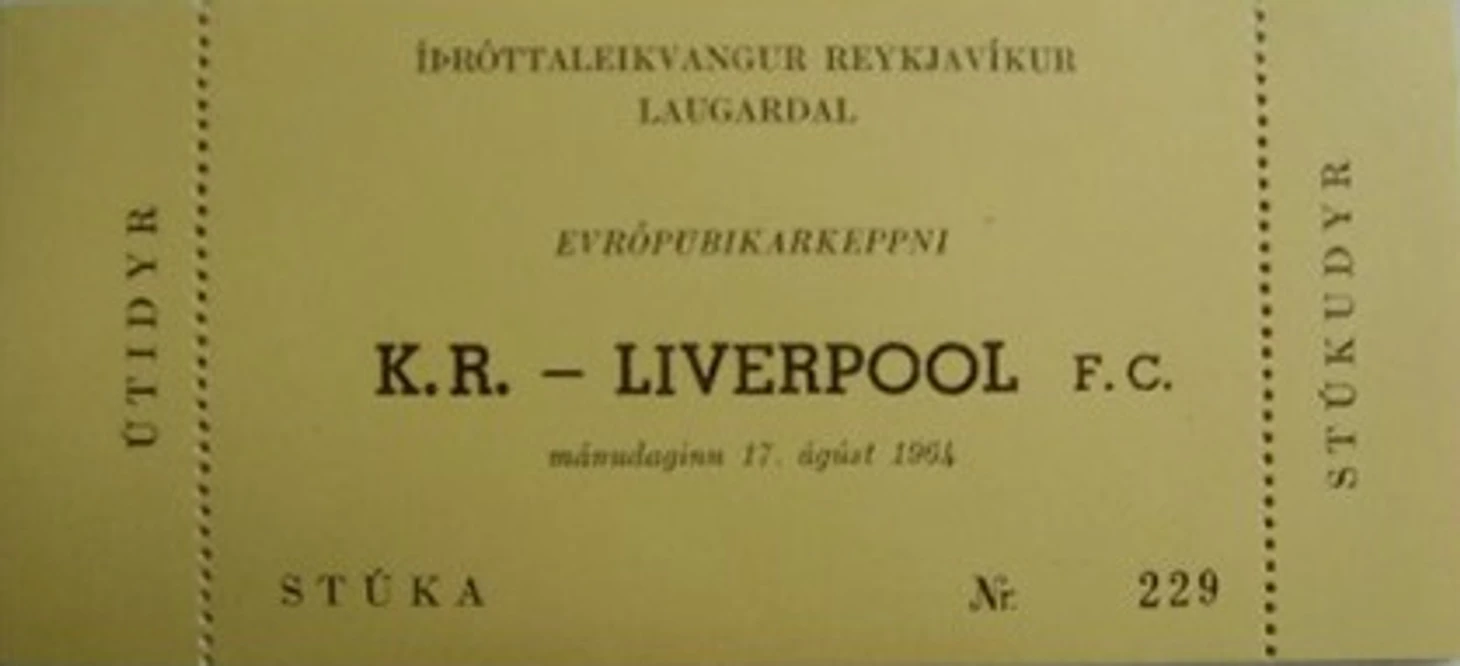 ÚTIDYR
ÍÞRÓTTALEIKVANGUR REYKJAVÍKUR
LAUGARDAL
EVRÓPUBIKARKEPPNI
K.R. – LIVERPOOL F.C.
mánudaginn 17. ágúst 1964
STÚKA Nr. 229
STÚKUDYR